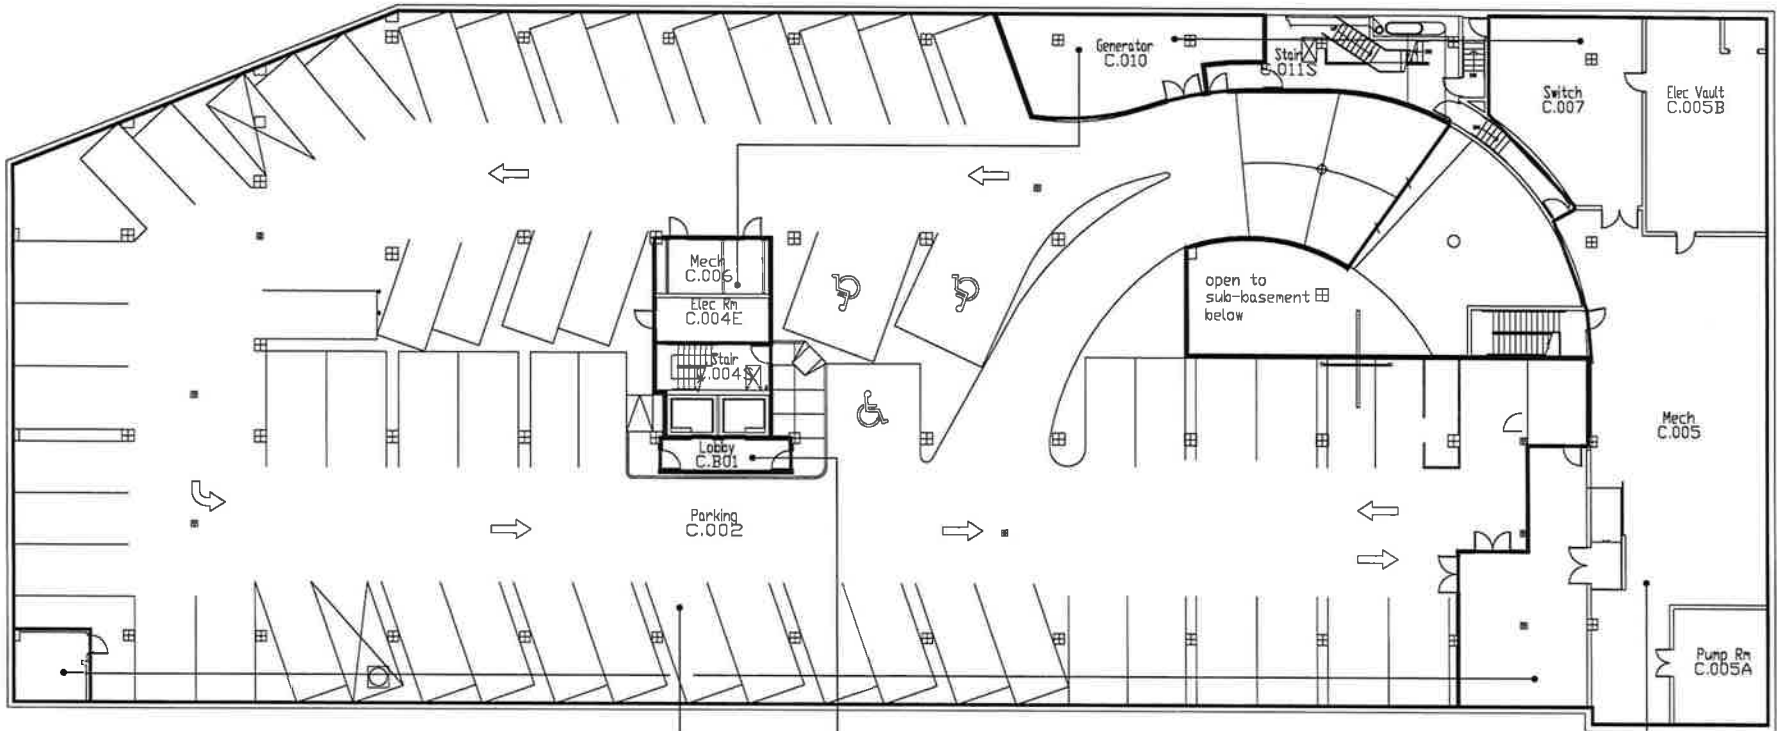 Generator
C.010
Stair
C.011S
Switch
C.007
Elec Vault
C.005B
Mech
C.006
Elec Rm
C.004E
open to
sub-basement
below
Stair
C.004S
Mech
C.005
Lobby
C.B01
Parking
C.002
Pump Rm
C.005A